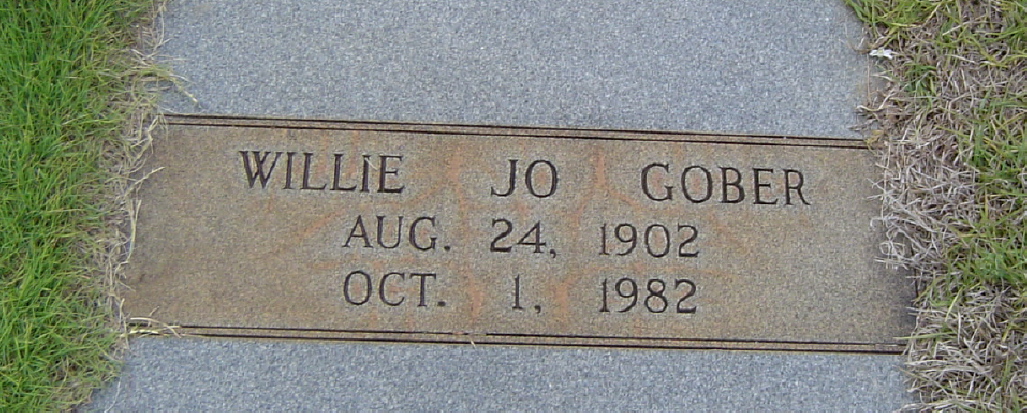 WILLIE JO GOBER
AUG. 24, 1902
OCT. 1, 1982